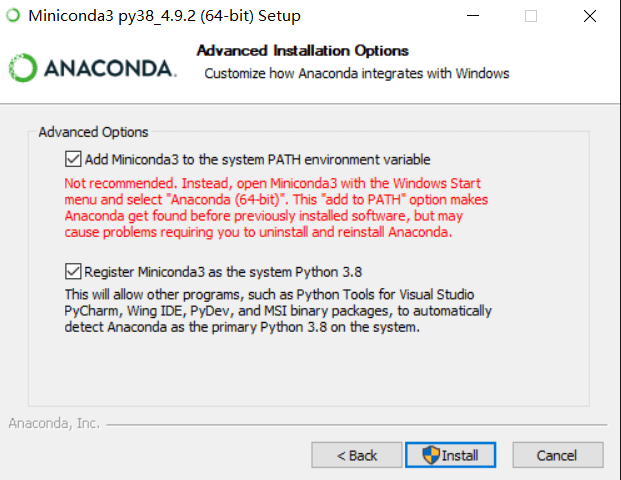 Miniconda3 py38_4.9.2 (64-bit) Setup
ANACONDA.
Advanced Installation Options
Customize how Anaconda integrates with Windows
Advanced Options
Add Miniconda3 to the system PATH environment variable
Not recommended. Instead, open Miniconda3 with the Windows Start
menu and select "Anaconda (64-bit)". This "add to PATH" option makes
Anaconda get found before previously installed software, but may
cause problems requiring you to uninstall and reinstall Anaconda.
Register Miniconda3 as the system Python 3.8
This will allow other programs, such as Python Tools for Visual Studio
PyCharm, Wing IDE, PyDev, and MSI binary packages, to automatically
detect Anaconda as the primary Python 3.8 on the system.
Anaconda, Inc.
< Back
Install
Cancel